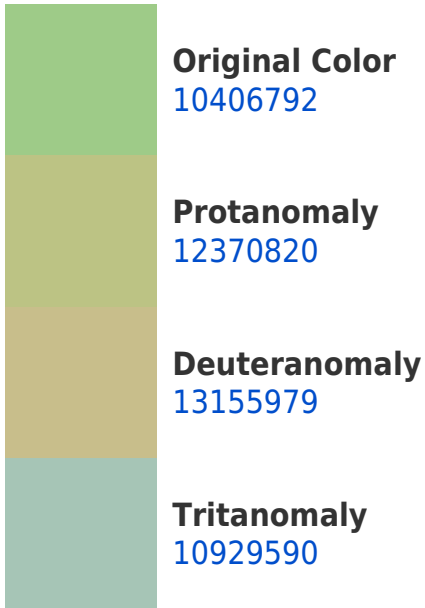 Original Color
10406792
Protanomaly
12370820
Deuteranomaly
13155979
Tritanomaly
10929590